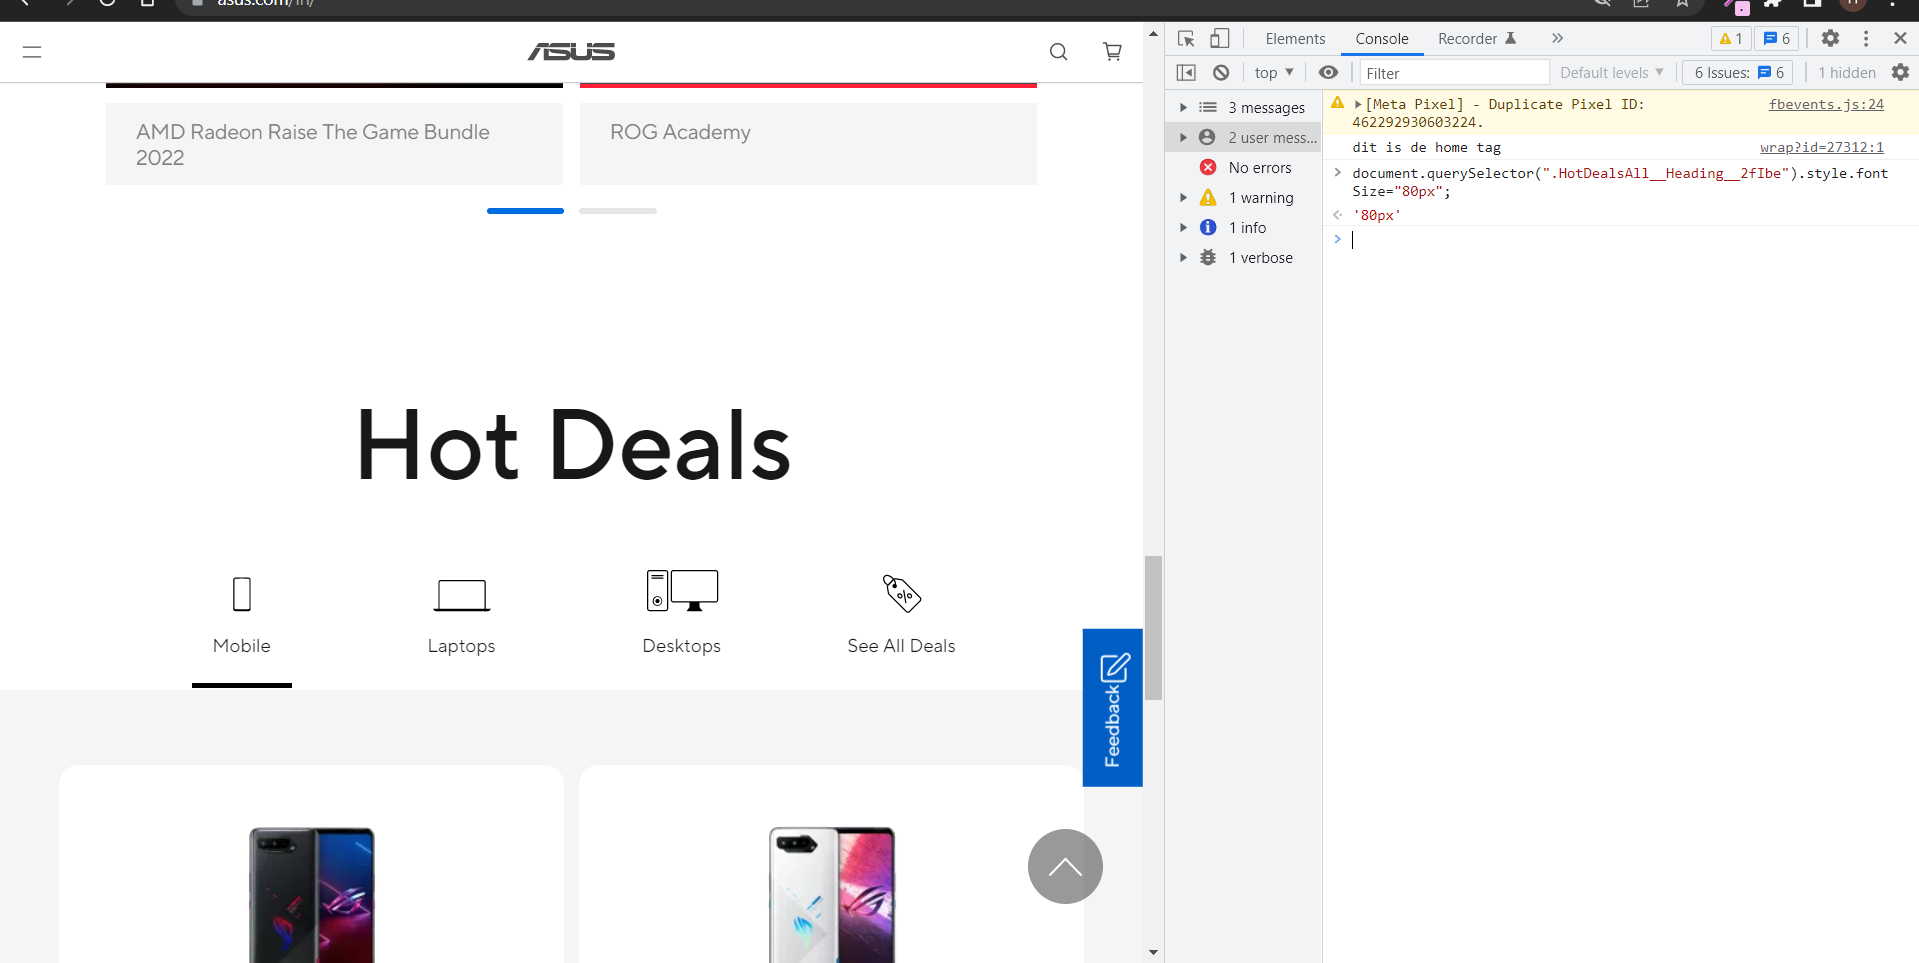 asus.com/in/
ASUS
AMD Radeon Raise The Game Bundle
2022
ROG Academy
Hot Deals
Mobile
Laptops
Desktops
See All Deals
Feedback
Elements
Console
Recorder
1
6
top
Filter
Default levels
6 Issues:
6
1 hidden
3 messages
2 user mess...
No errors
1 warning
1 info
1 verbose
[Meta Pixel] - Duplicate Pixel ID: fbevents.js:24
462292930603224.
dit is de home tag wrap?id=27312:1
document.querySelector(".HotDealsAll__Heading__2fIbe").style.font
Size="80px";
'80px'